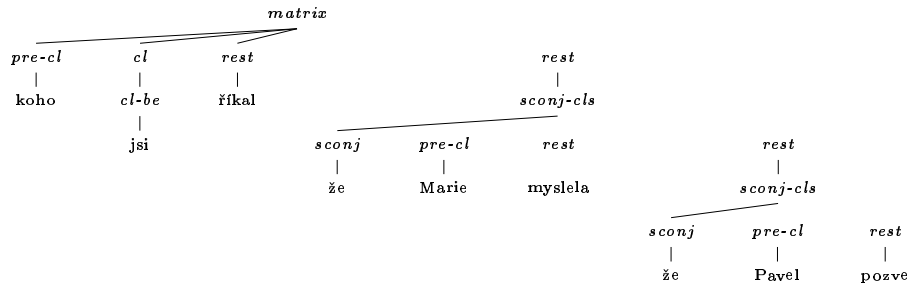 matrix
pre-cl cl rest rest
koho cl-be říkal sconj-cls
jsi sconj pre-cl rest rest
že Marie myslela sconj-cls
sconj pre-cl rest
že Pavel pozve